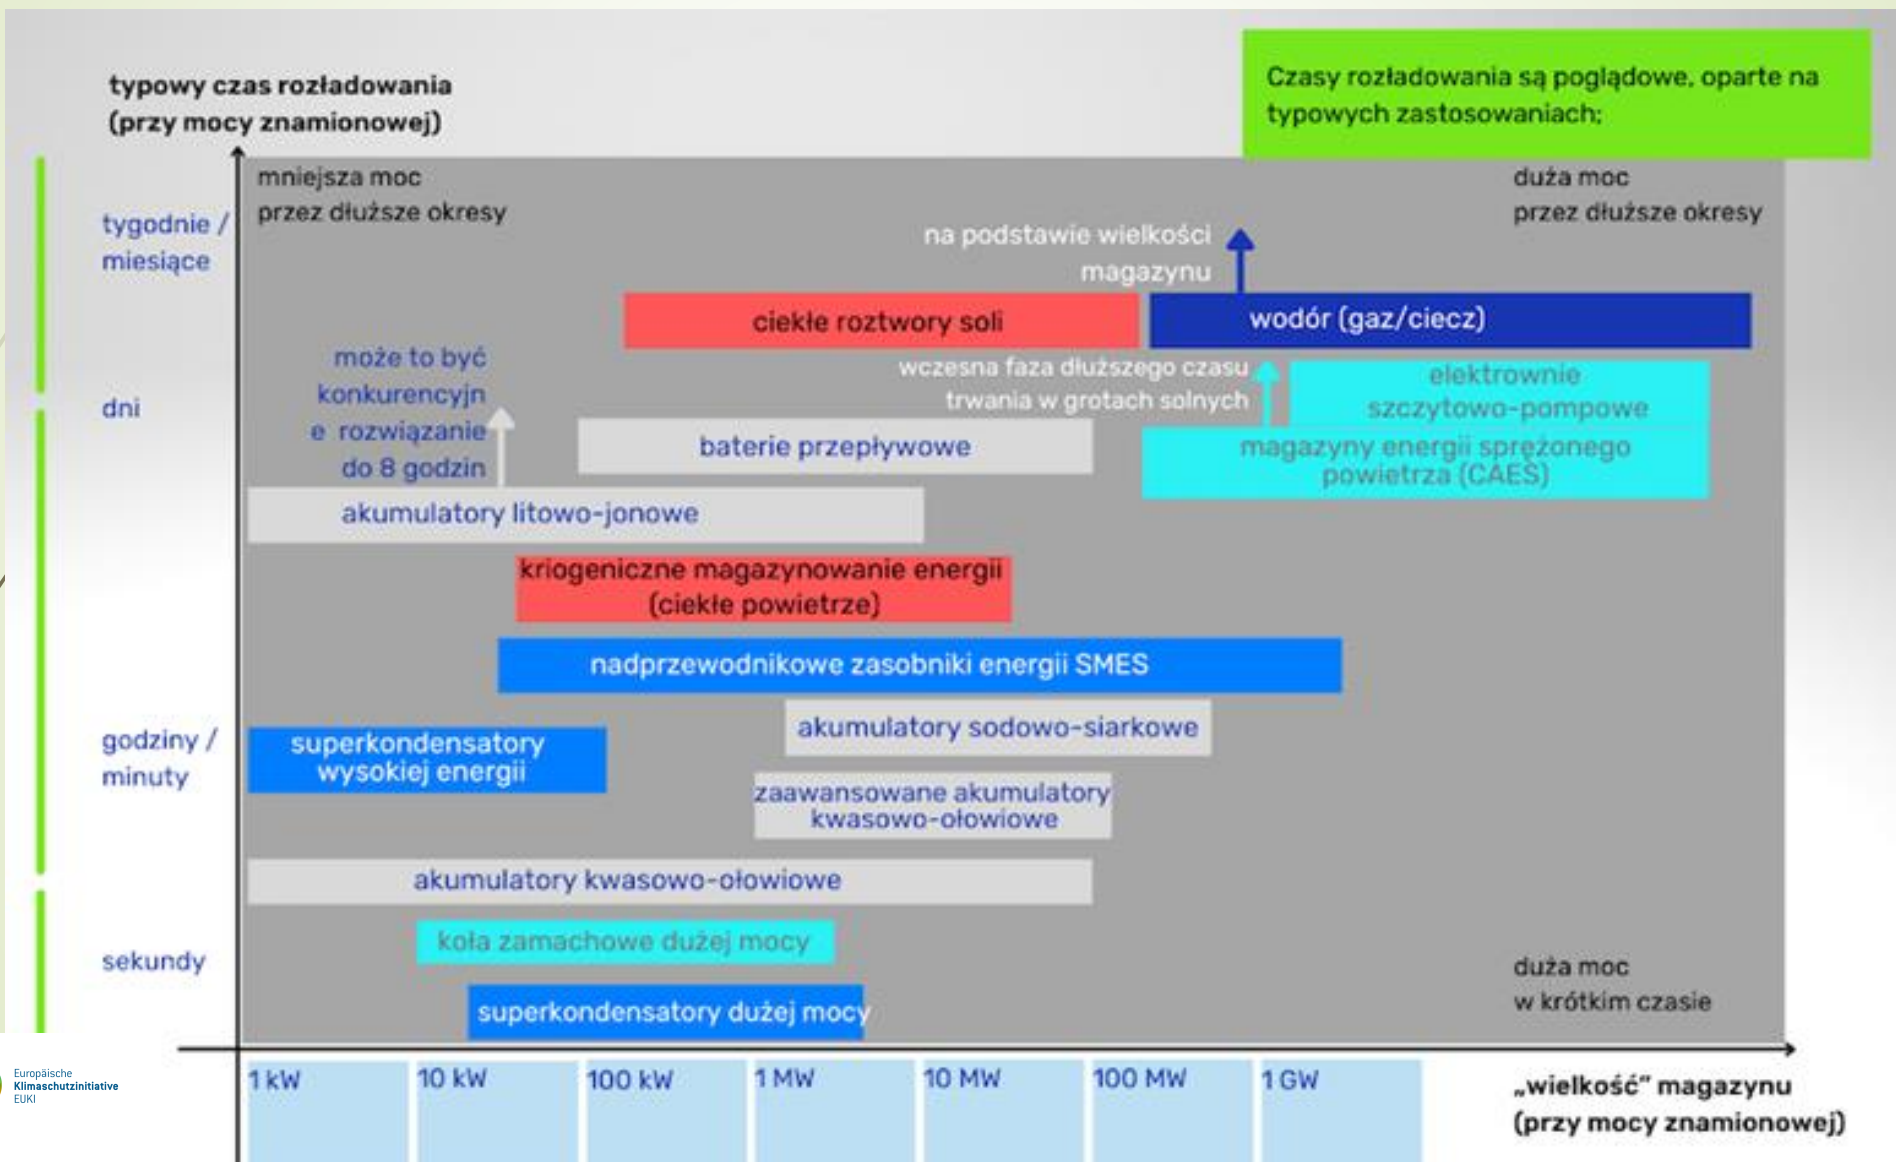 typowy czas rozładowania
(przy mocy znamionowej)
Czasy rozładowania są poglądowe, oparte na
typowych zastosowaniach;
mniejsza moc
przez dłuższe okresy
duża moc
przez dłuższe okresy
tygodnie /
miesiące
na podstawie wielkości
magazynu
ciekłe roztwory soli
wodór (gaz/ciecz)
może to być
konkurencyjn
e rozwiązanie
do 8 godzin
wczesna faza dłuższego czasu
trwania w grotach solnych
elektrownie
szczytowo-pompowe
dni
baterie przepływowe
magazyny energii sprężonego
powietrza (CAES)
akumulatory litowo-jonowe
kriogeniczne magazynowanie energii
(ciekłe powietrze)
nadprzewodnikowe zasobniki energii SMES
akumulatory sodowo-siarkowe
godziny /
minuty
superkondensatory
wysokiej energii
zaawansowane akumulatory
kwasowo-ołowiowe
akumulatory kwasowo-ołowiowe
koła zamachowe dużej mocy
sekundy
superkondensatory dużej mocy
duża moc
w krótkim czasie
1 kW
10 kW
100 kW
1 MW
10 MW
100 MW
1 GW
„wielkość” magazynu
(przy mocy znamionowej)
Europäische
Klimaschutzinitiative
EUKI